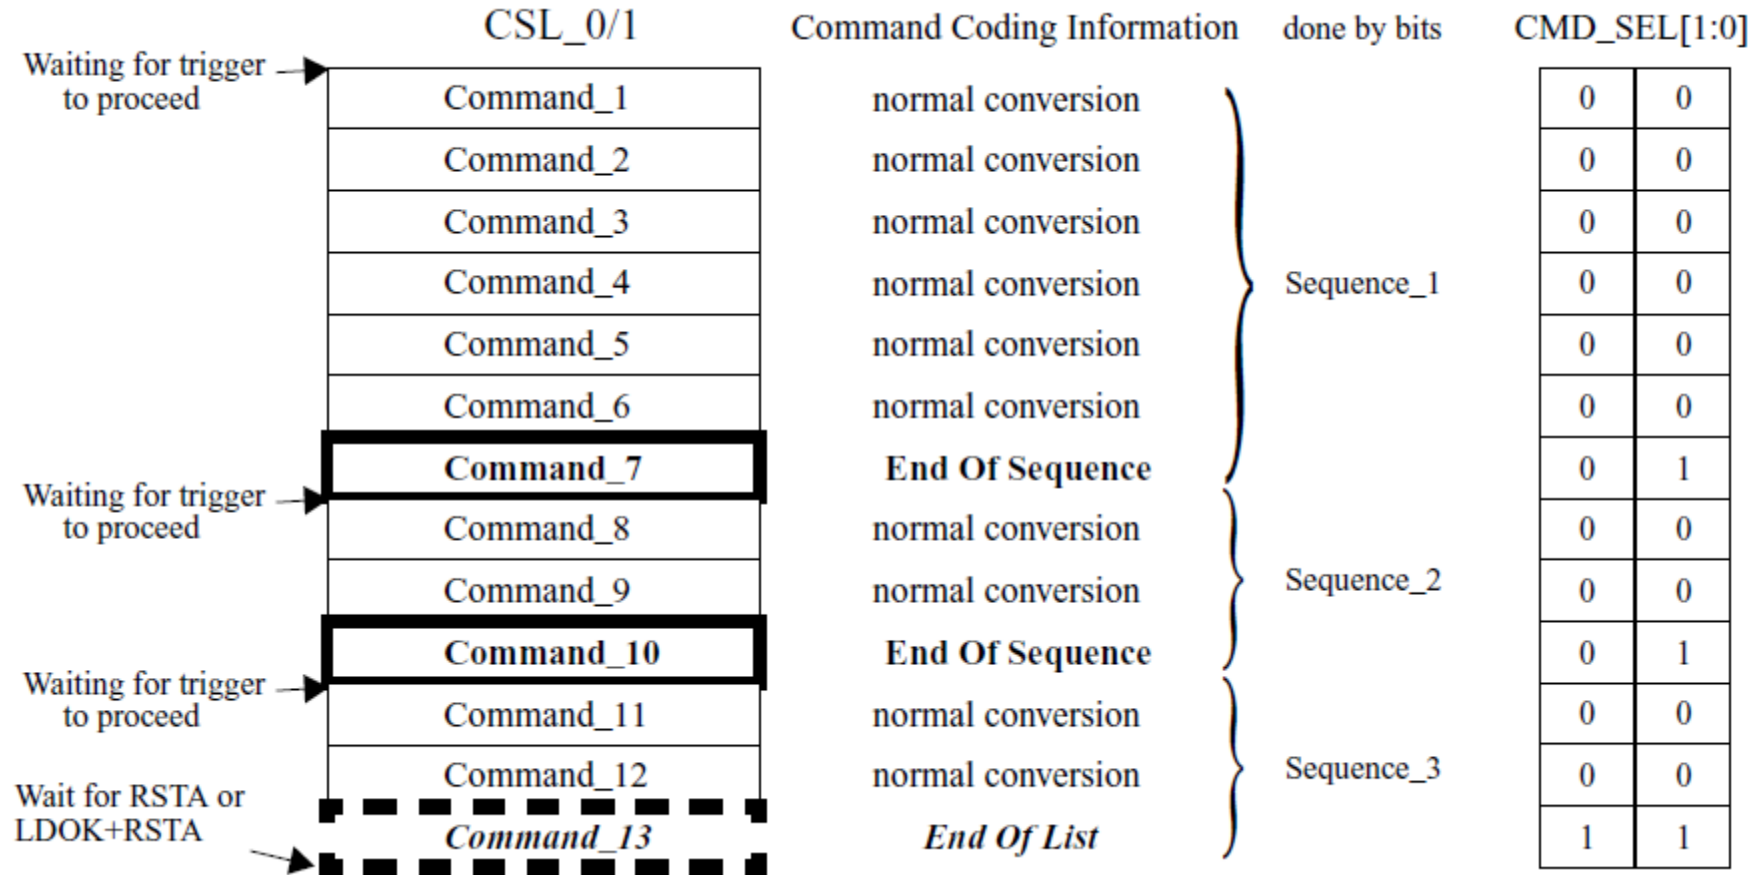 CSL_0/1 Command Coding Information done by bits CMD_SEL[1:0]
Waiting for trigger
to proceed
Command_1 normal conversion 0 0
Command_2 normal conversion 0 0
Command_3 normal conversion 0 0
Command_4 normal conversion Sequence_1 0 0
Command_5 normal conversion 0 0
Command_6 normal conversion 0 0
Command_7 End Of Sequence 0 1
Waiting for trigger
to proceed
Command_8 normal conversion 0 0
Command_9 normal conversion Sequence_2 0 0
Command_10 End Of Sequence 0 1
Waiting for trigger
to proceed
Command_11 normal conversion 0 0
Command_12 normal conversion Sequence_3 0 0
Wait for RSTA or
LDOK+RSTA
Command_13 End Of List 1 1